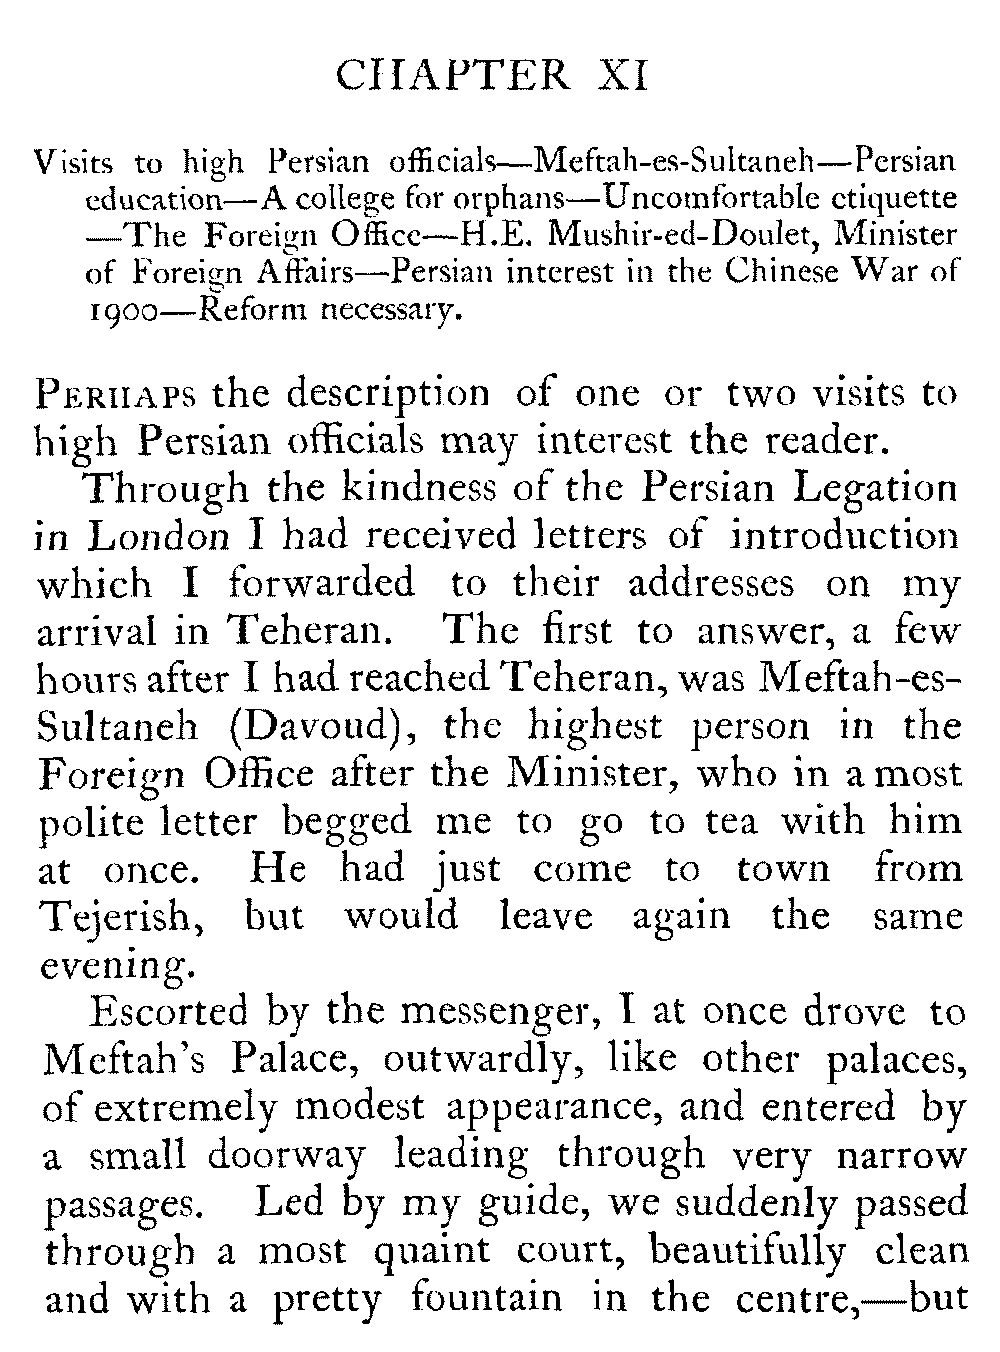 CHAPTER XI
Visits to high Persian officials—Meftah-es-Sultaneh—Persian
education—A college for orphans—Uncomfortable etiquette
—The Foreign Office—H.E. Mushir-ed-Doulet, Minister
of Foreign Affairs—Persian interest in the Chinese War of
1900—Reform necessary.
PERHAPS the description of one or two visits to
high Persian officials may interest the reader.
Through the kindness of the Persian Legation
in London I had received letters of introduction
which I forwarded to their addresses on my
arrival in Teheran. The first to answer, a few
hours after I had reached Teheran, was Meftah-es-
Sultaneh (Davoud), the highest person in the
Foreign Office after the Minister, who in a most
polite letter begged me to go to tea with him
at once. He had just come to town from
Tejerish, but would leave again the same
evening.
Escorted by the messenger, I at once drove to
Meftah's Palace, outwardly, like other palaces,
of extremely modest appearance, and entered by
a small doorway leading through very narrow
passages. Led by my guide, we suddenly passed
through a most quaint court, beautifully clean
and with a pretty fountain in the centre,—but